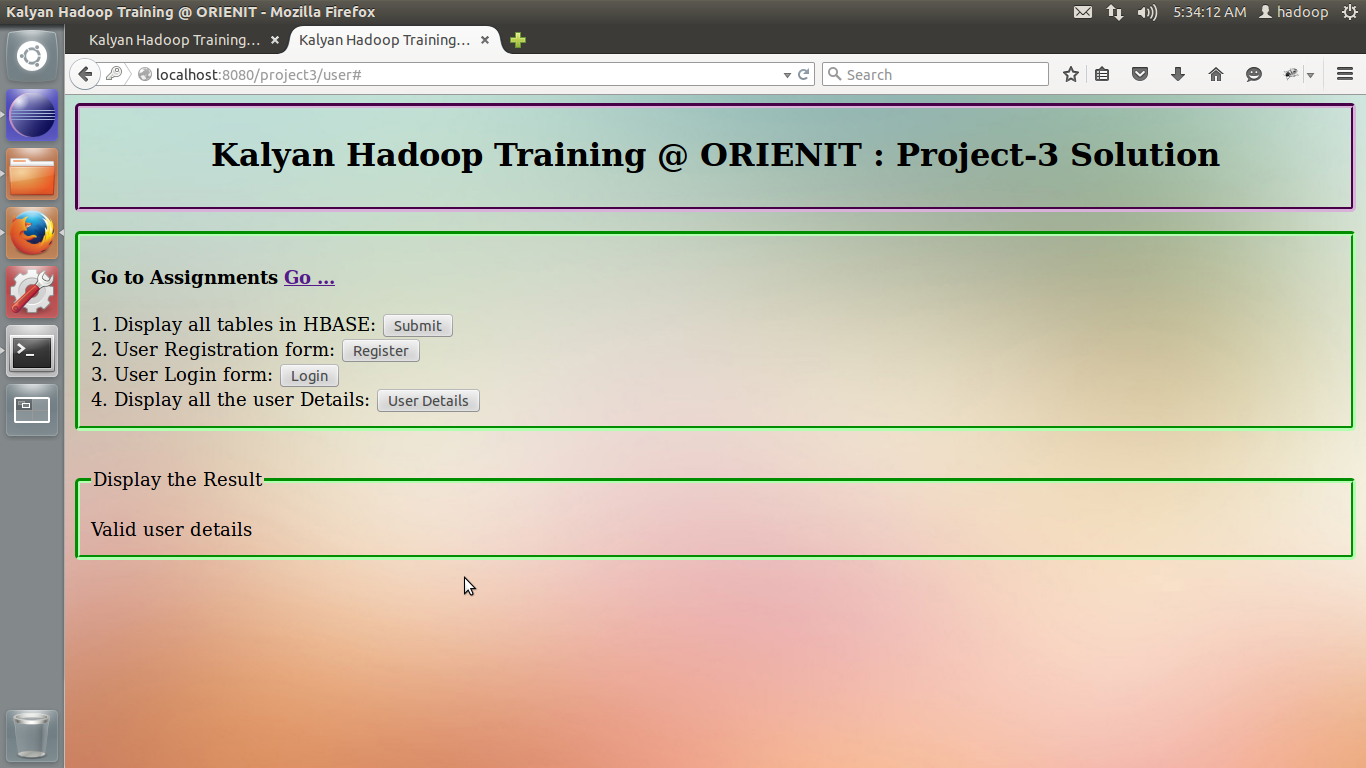 Kalyan Hadoop Training @ ORIENIT - Mozilla Firefox
5:34:12 AM hadoop
Kalyan Hadoop Training...
Kalyan Hadoop Training...
localhost:8080/project3/user#
Search
Kalyan Hadoop Training @ ORIENIT : Project-3 Solution
Go to Assignments Go ...
1. Display all tables in HBASE: Submit
2. User Registration form: Register
3. User Login form: Login
4. Display all the user Details: User Details
Display the Result
Valid user details